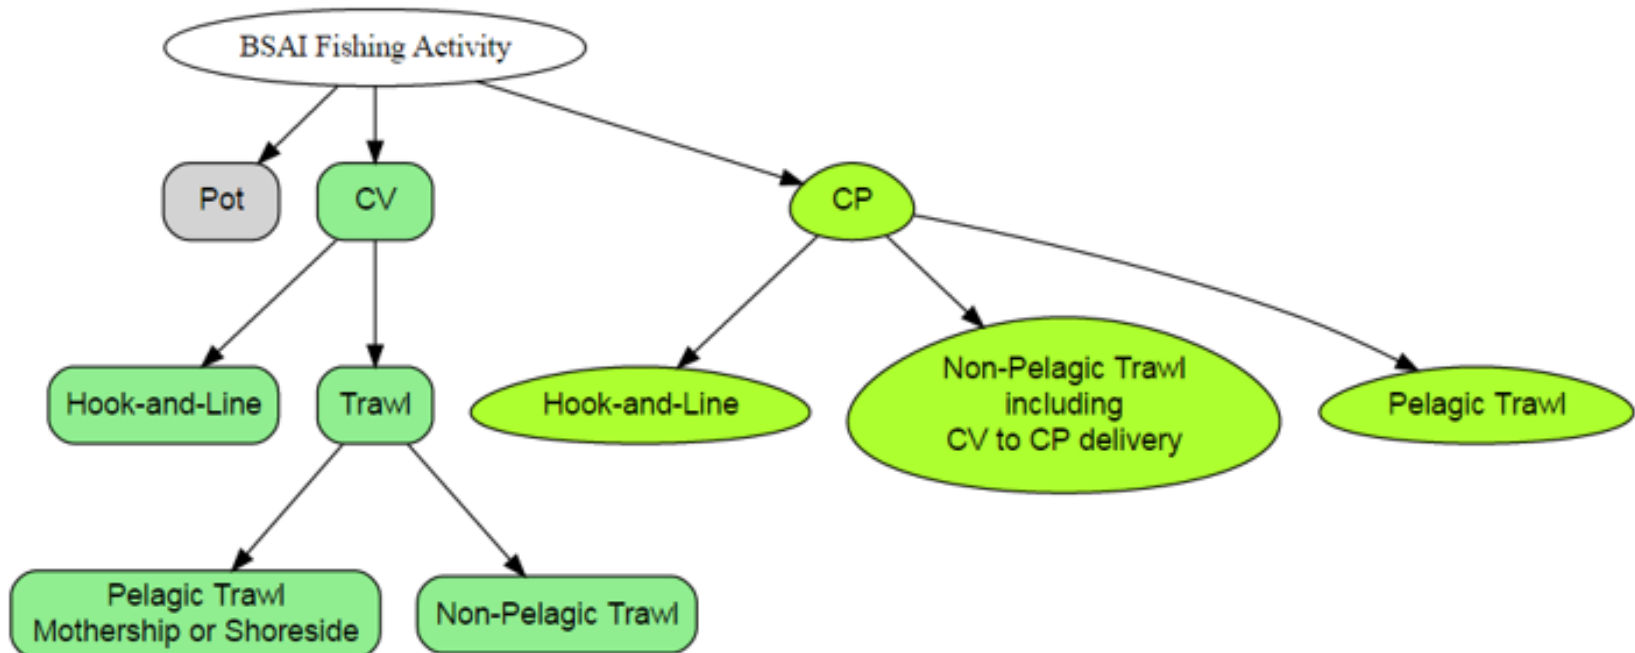 BSAI Fishing Activity
Pot
CV
CP
Hook-and-Line
Trawl
Hook-and-Line
Non-Pelagic Trawl
including
CV to CP delivery
Pelagic Trawl
Pelagic Trawl
Mothership or Shoreside
Non-Pelagic Trawl